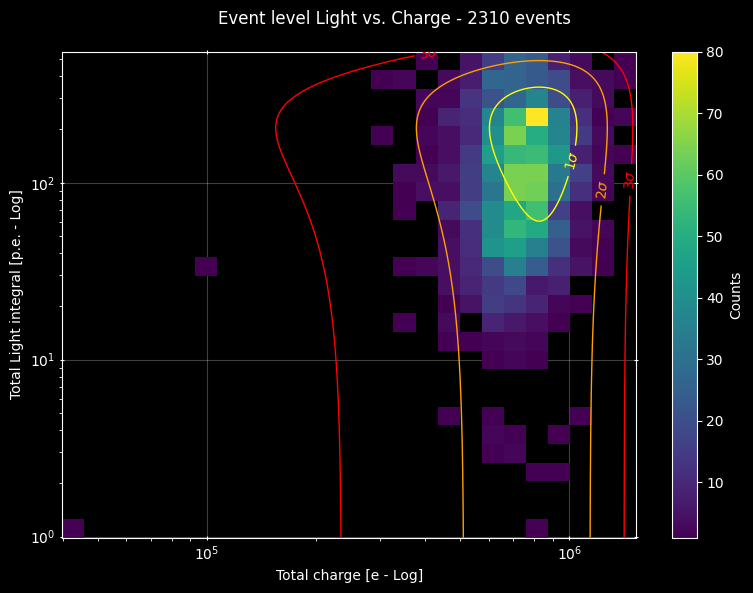 Event level Light vs. Charge - 2310 events
Total Light integral [p.e. - Log]
10²
10¹
10⁰
3σ
1σ
2σ
3σ
10⁵
10⁶
Total charge [e - Log]
80
70
60
50
40
30
20
10
Counts